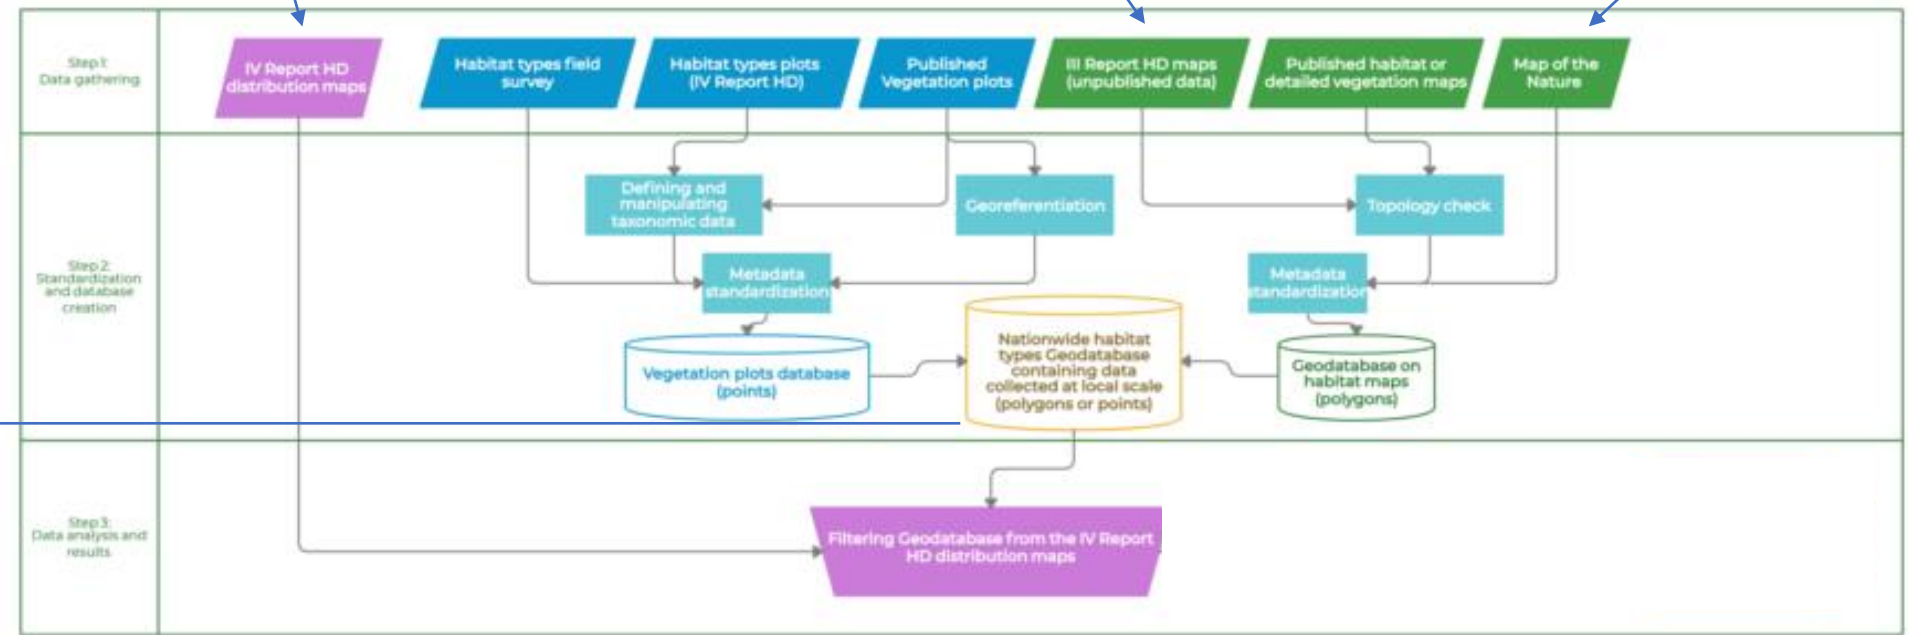 Step 1:
Data gathering
IV Report HD
distribution maps
Habitat types field
survey
Habitat types plots
(IV Report HD)
Published
Vegetation plots
III Report HD maps
(unpublished data)
Published habitat or
detailed vegetation maps
Map of the
Nature
Step 2:
Standardization
and database
creation
Defining and
manipulating
taxonomic data
Georeferentiation
Topology check
Metadata
standardization
Metadata
standardization
Vegetation plots database
(points)
Nationwide habitat
types Geodatabase
containing data
collected at local scale
(polygons or points)
Geodatabase on
habitat maps
(polygons)
Step 3:
Data analysis and
results
Filtering Geodatabase from the IV Report
HD distribution maps